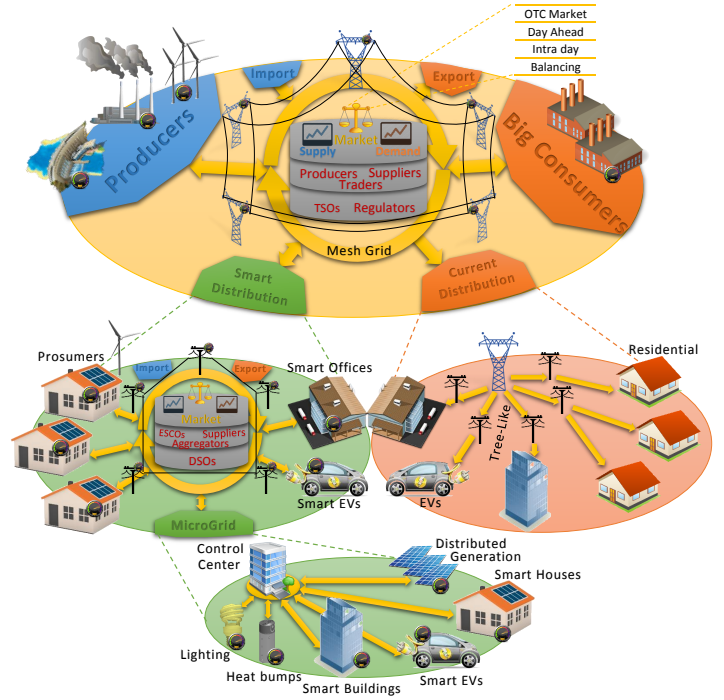 OTC Market
Day Ahead
Intra day
Balancing
Import
Export
Producers
Big Consumers
Market
Supply
Demand
Producers
Suppliers
Traders
TSOs
Regulators
Mesh Grid
Smart
Distribution
Current
Distribution
Prosumers
Import
Export
Smart Offices
Market
ESCOs
Suppliers
Aggregators
DSOs
Smart EVs
MicroGrid
Residential
Tree-Like
EVs
Control
Center
Distributed
Generation
Smart Houses
Lighting
Heat bumps
Smart Buildings
Smart EVs